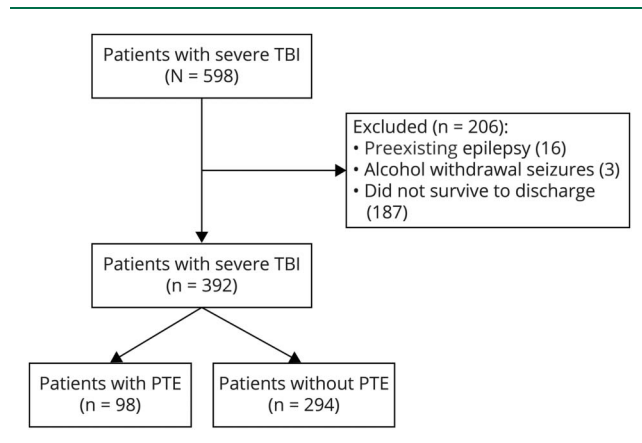 Patients with severe TBI
(N = 598)
Excluded (n = 206):
• Preexisting epilepsy (16)
• Alcohol withdrawal seizures (3)
• Did not survive to discharge
(187)
Patients with severe TBI
(n = 392)
Patients with PTE
(n = 98)
Patients without PTE
(n = 294)